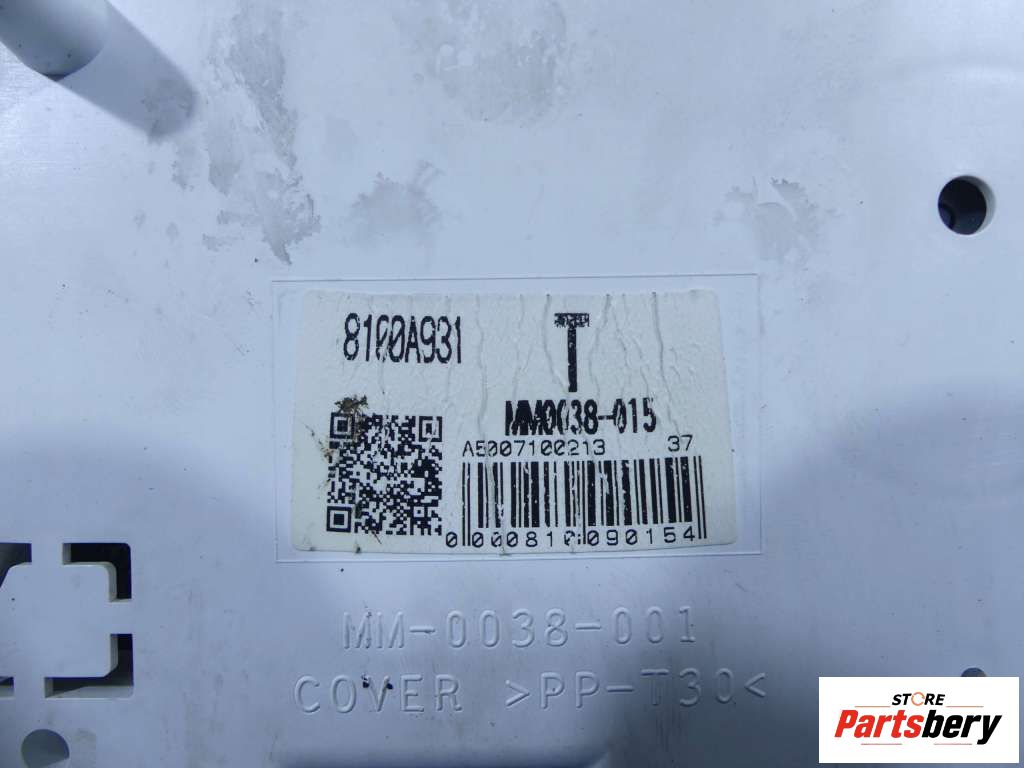 8100A931 T
MM0038-015
A5007100213 37
0000810090154
MM-0038-001
COVER >PP-T30<
STORE
Partsbery